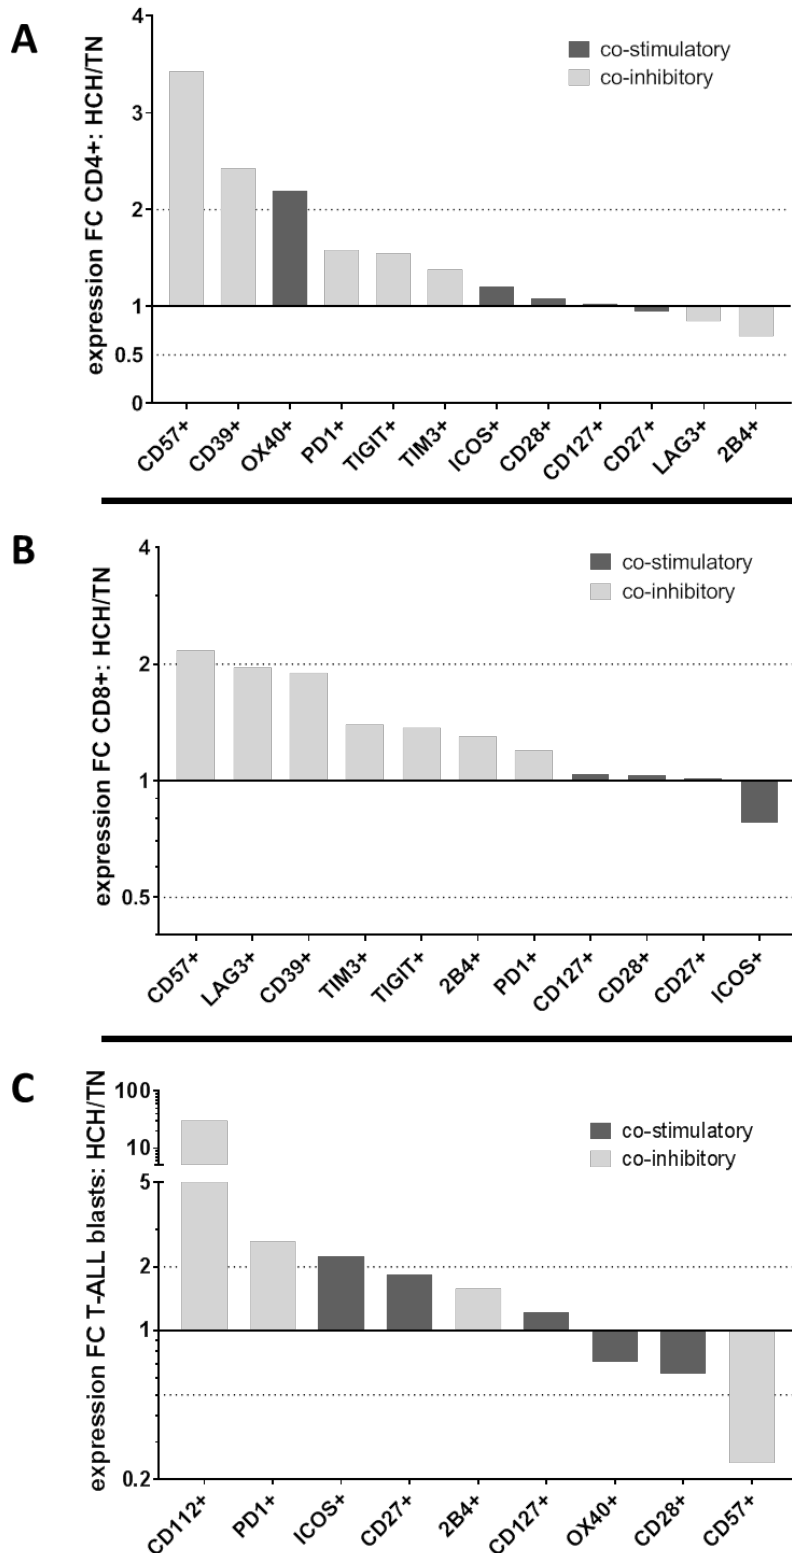 A
expression FC CD4+: HCH/TN
4
3
2
1
0.5
0
co-stimulatory
co-inhibitory
CD57+
CD39+
OX40+
PD1+
TIGIT+
TIM3+
ICOS+
CD28+
CD127+
CD27+
LAG3+
2B4+
B
expression FC CD8+: HCH/TN
4
2
1
0.5
co-stimulatory
co-inhibitory
CD57+
LAG3+
CD39+
TIM3+
TIGIT+
2B4+
PD1+
CD127+
CD28+
CD27+
ICOS+
C
expression FC T-ALL blasts: HCH/TN
100
10
5
2
1
0.2
co-stimulatory
co-inhibitory
CD112+
PD1+
ICOS+
CD27+
2B4+
CD127+
OX40+
CD28+
CD57+